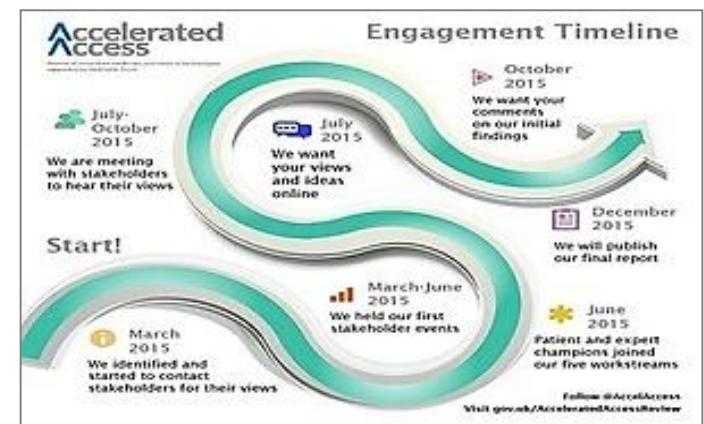 Accelerated
Access
Engagement Timeline
supported by Wellcome Trust
October
2015
We want your
comments
on our initial
findings
July-
October
2015
We are meeting
with stakeholders
to hear their views
July
2015
We want
your views
and ideas
online
December
2015
We will publish
our final report
Start!
March-June
2015
We held our first
stakeholder events
June
2015
Patient and expert
champions joined
our five workstreams
March
2015
We identified and
started to contact
stakeholders for their views
Follow @AccelAccess
Visit gov.uk/AcceleratedAccessReview